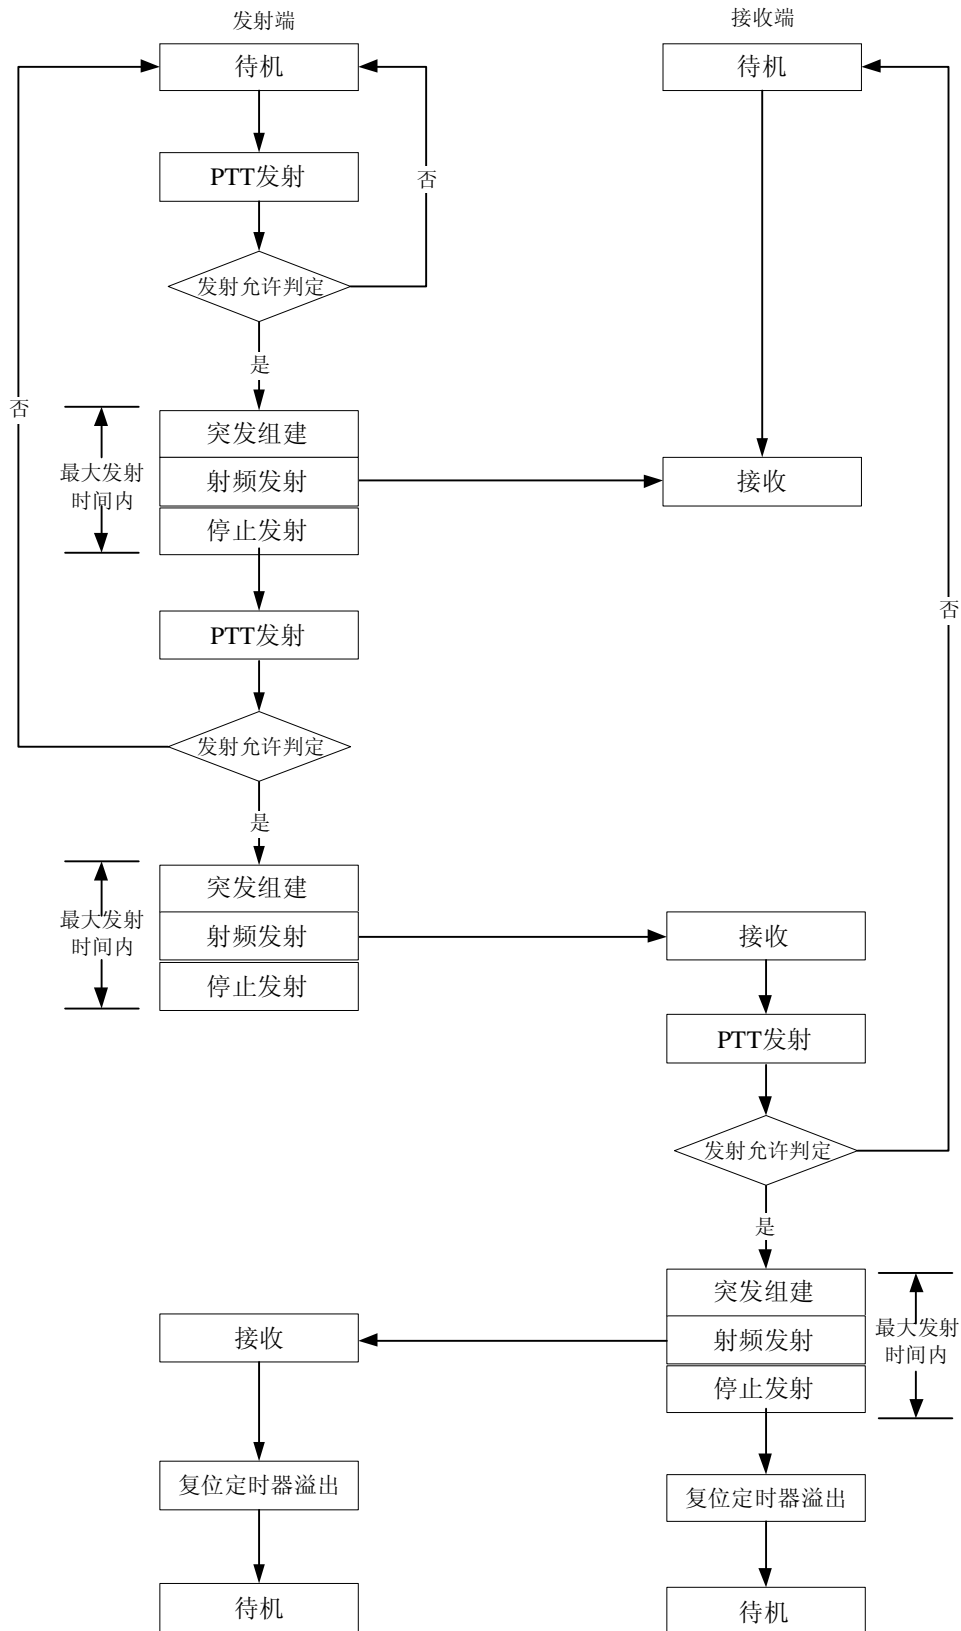 发射端
接收端
待机
待机
PTT发射
否
发射允许判定
是
否
突发组建
最大发射
时间内
射频发射
接收
停止发射
否
PTT发射
发射允许判定
是
突发组建
最大发射
时间内
射频发射
接收
停止发射
PTT发射
发射允许判定
是
突发组建
接收
射频发射
最大发射
时间内
停止发射
复位定时器溢出
复位定时器溢出
待机
待机